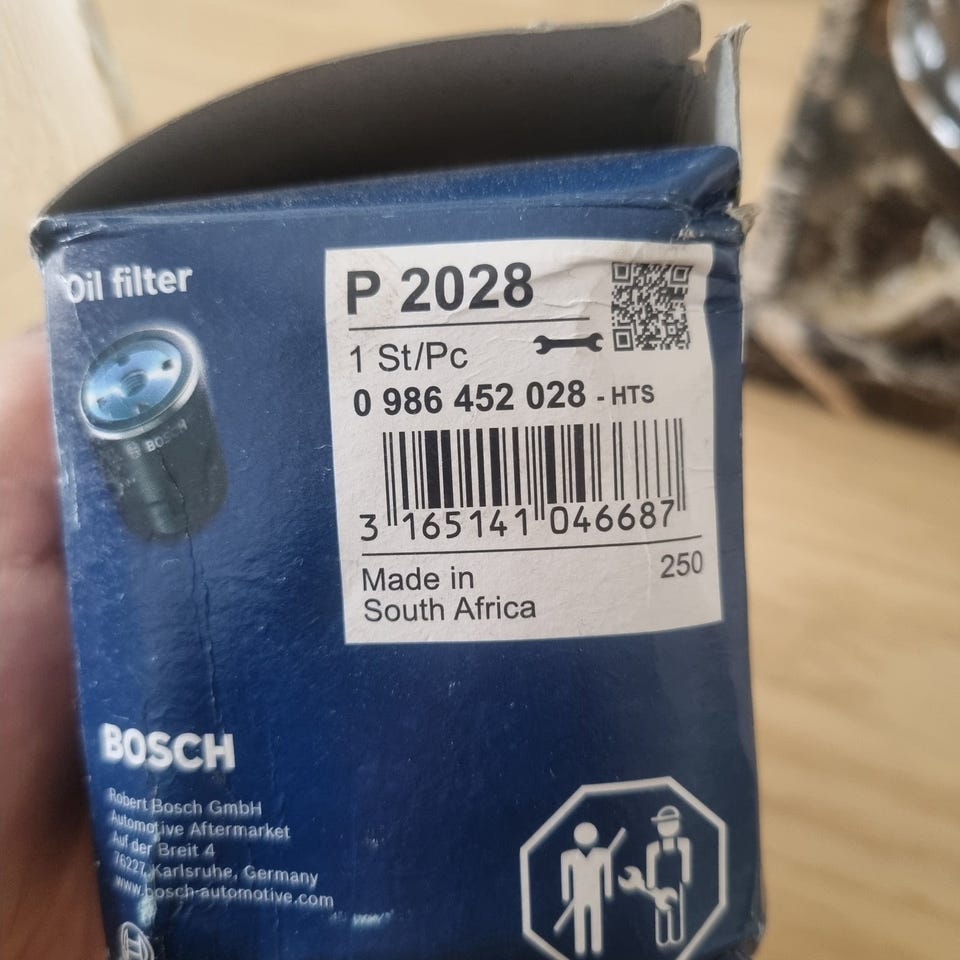 Oil filter
P 2028
1 St/Pc
0 986 452 028 - HTS
3 165141 046687
250
Made in
South Africa
BOSCH
BOSCH
Robert Bosch GmbH
Automotive Aftermarket
Auf der Breit 4
76227 Karlsruhe, Germany
www.bosch-automotive.com